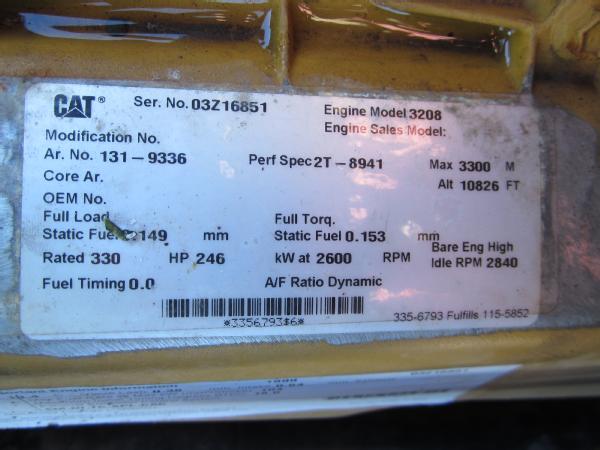 CAT® Ser. No. 03Z16851 Engine Model 3208
Engine Sales Model:
Modification No.
Ar. No. 131-9336 Perf Spec 2T-8941 Max 3300 M
Core Ar. Alt 10826 FT
OEM No.
Full Load Full Torq.
Static Fuel .149 mm Static Fuel 0.153 mm Bare Eng High
Rated 330 HP 246 kW at 2600 RPM Idle RPM 2840
Fuel Timing 0.0 A/F Ratio Dynamic
*3356793$6* 335-6793 Fulfills 115-5852